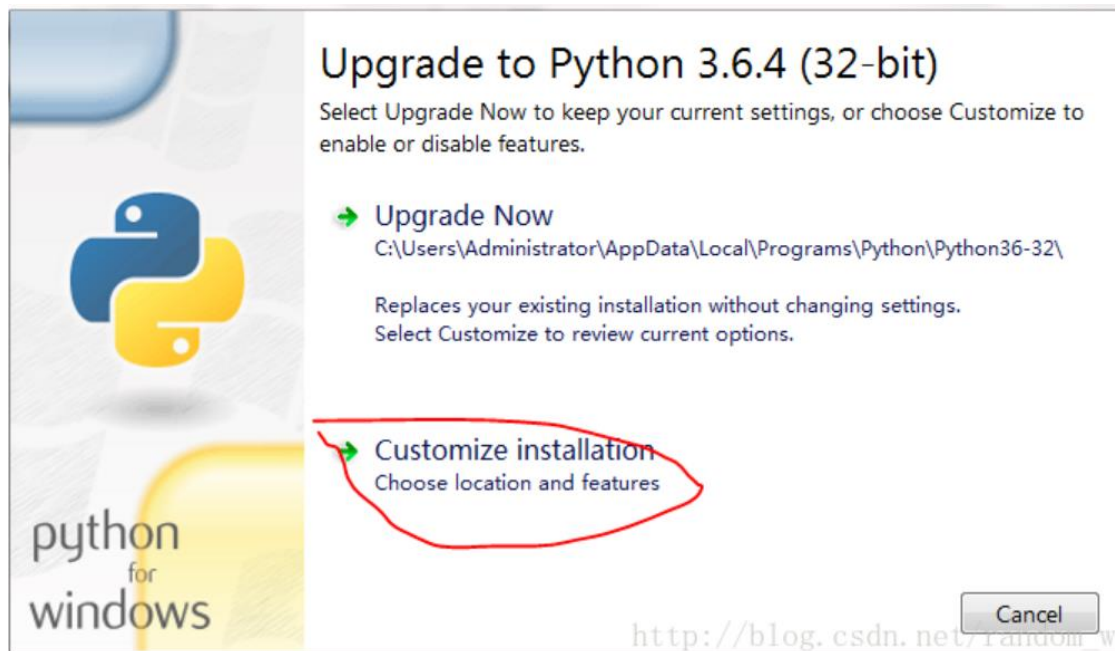 Upgrade to Python 3.6.4 (32-bit)
Select Upgrade Now to keep your current settings, or choose Customize to
enable or disable features.
Upgrade Now
C:\Users\Administrator\AppData\Local\Programs\Python\Python36-32\
Replaces your existing installation without changing settings.
Select Customize to review current options.
Customize installation
Choose location and features
python
for
windows
Cancel
http://blog.csdn.net/random_w